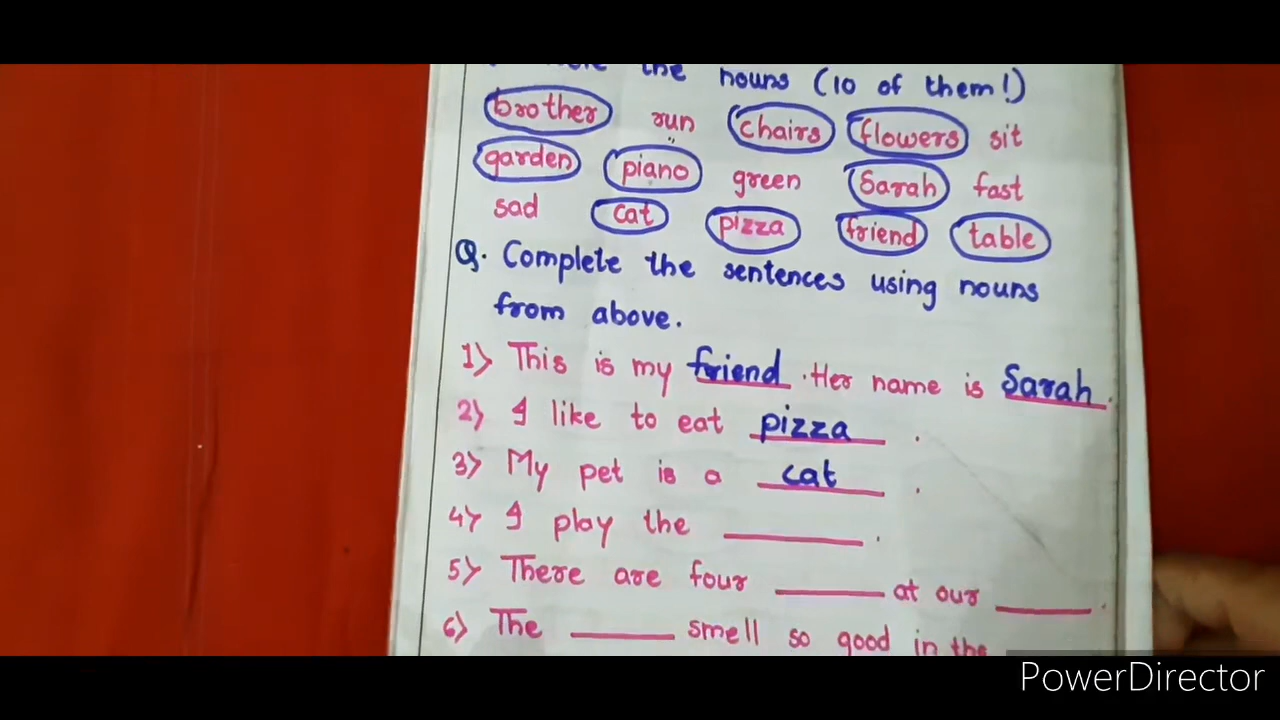 the nouns (10 of them!)
brother run chairs flowers sit
garden piano green Sarah fast
sad cat pizza friend table
Q. Complete the sentences using nouns
from above.
1) This is my friend. Her name is Sarah.
2) I like to eat pizza.
3) My pet is a cat.
4) I play the ______.
5) There are four ______ at our ______.
6) The ______ smell so good in the
PowerDirector